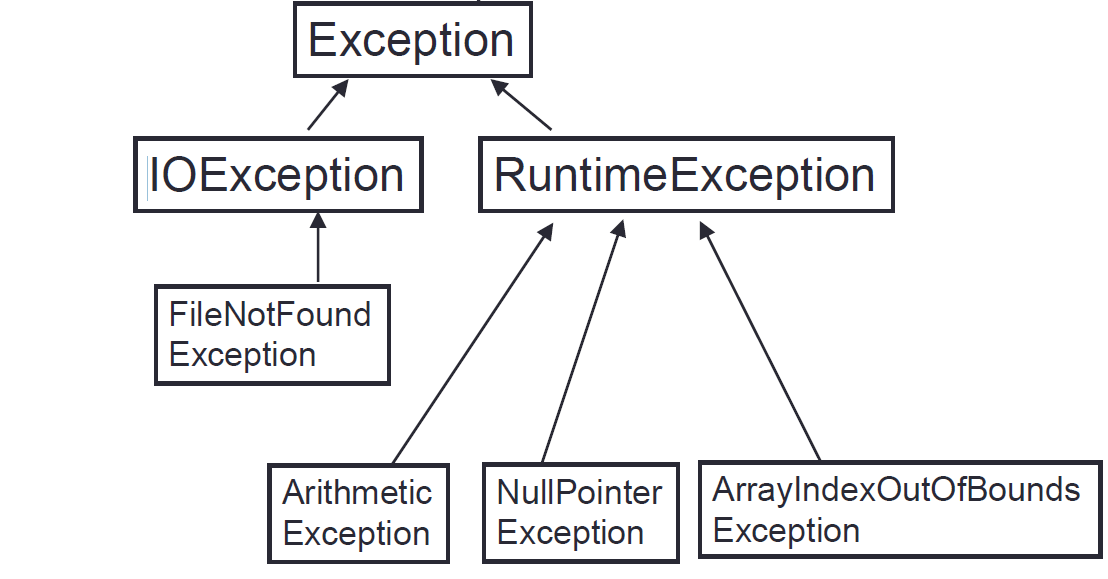 Exception
IOException
RuntimeException
FileNotFound
Exception
Arithmetic
Exception
NullPointer
Exception
ArrayIndexOutOfBounds
Exception